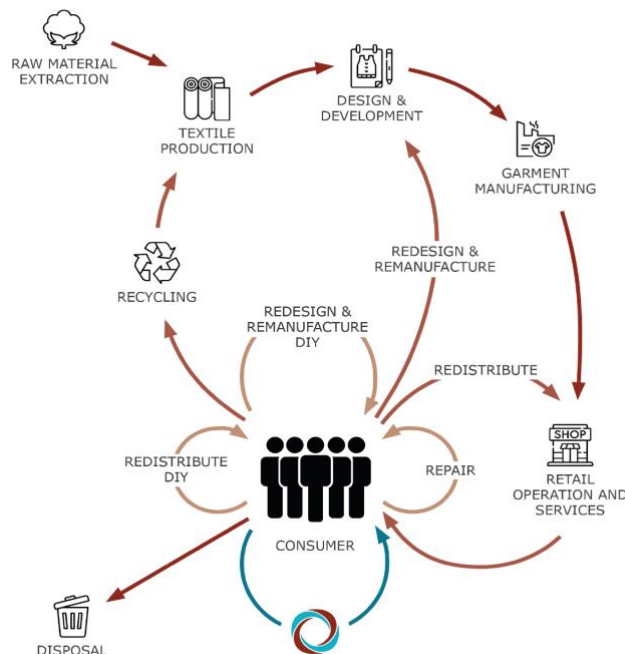 RAW MATERIAL
EXTRACTION
TEXTILE
PRODUCTION
DESIGN &
DEVELOPMENT
GARMENT
MANUFACTURING
REDESIGN &
REMANUFACTURE
RECYCLING
REDESIGN &
REMANUFACTURE
DIY
REDISTRIBUTE
SHOP
REDISTRIBUTE
DIY
REPAIR
RETAIL
OPERATION AND
SERVICES
CONSUMER
DISPOSAL